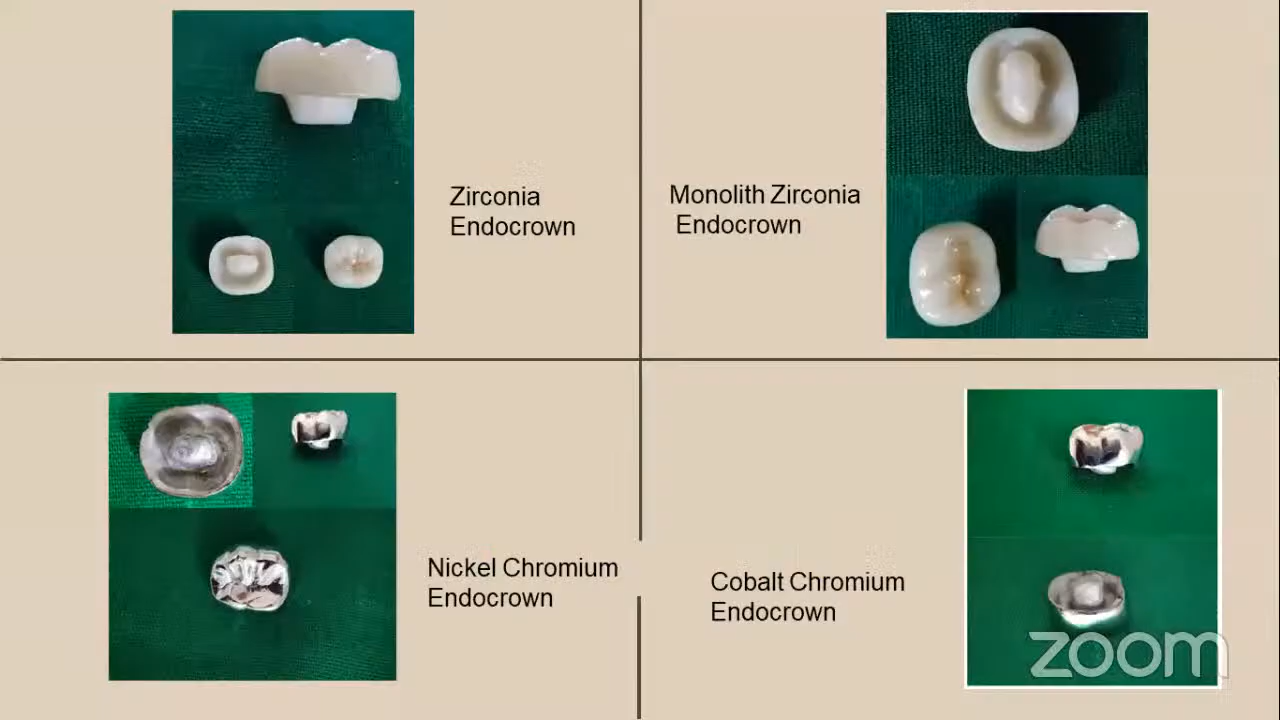 Zirconia
Endocrown
Monolith Zirconia
Endocrown
Nickel Chromium
Endocrown
Cobalt Chromium
Endocrown
zoom